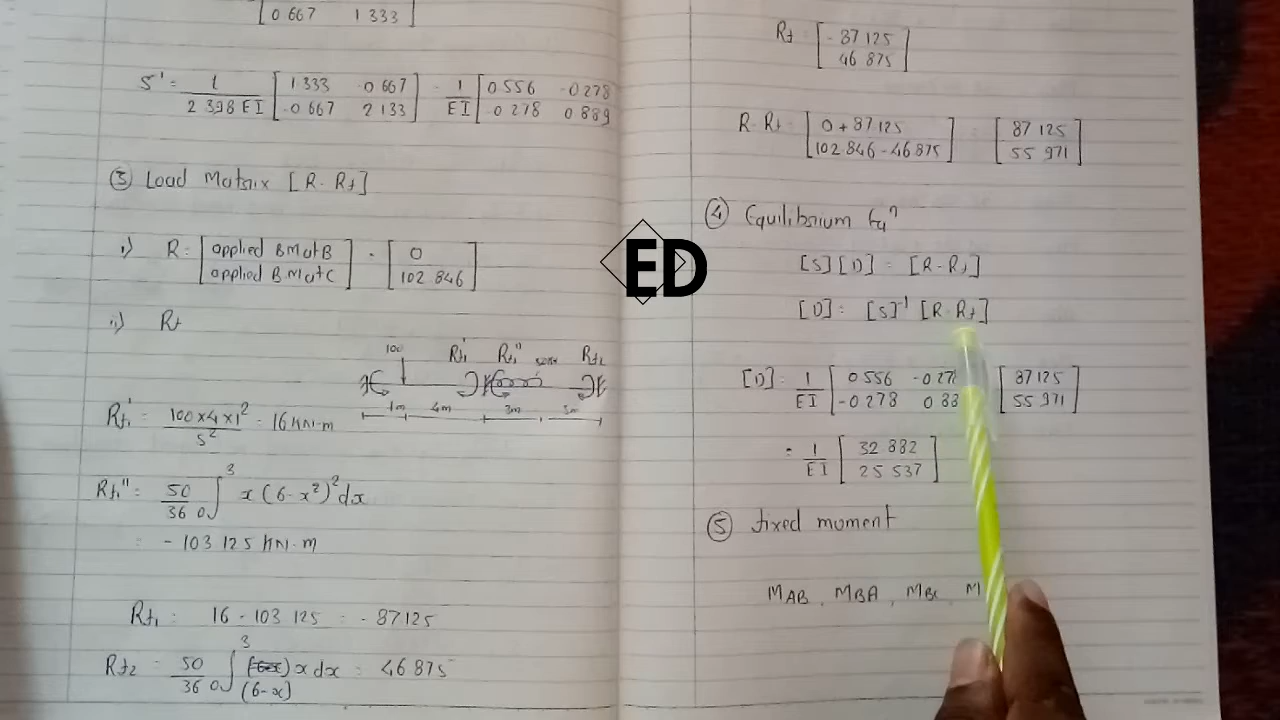 0 667 1 333
S' = 1 / 2 398 EI [ 1 333 -0 667 ] = 1 / EI [ 0 556 -0 278 ]
[ -0 667 2 133 ] [ -0 278 0 889 ]
③ Load Matrix [R - Rf]
i) R = [ applied BM at B ] = [ 0 ]
[ applied BM at C ] [ 102 846 ]
ii) Rf
100 Rf1' Rf1'' Rf2
1m 4m 3m 3m
Rf1' = 100 x 4 x 1² / 5² = 16 KN·m
Rf1'' = 50 / 36 ∫ 0 3 x (6 - x²)² dx
= - 103 125 KN·m
Rf1 = 16 - 103 125 = - 87 125
Rf2 = 50 / 36 ∫ 0 3 x dx = 46 875
(6-x)
Rf = [ - 87 125 ]
[ 46 875 ]
R - Rf = [ 0 + 87 125 ] = [ 87 125 ]
[ 102 846 - 46 875 ] [ 55 971 ]
④ Equilibrium Eqⁿ
[S] [D] = [R - Rf]
[D] = [S]⁻¹ [R - Rf]
[D] = 1 / EI [ 0 556 -0 278 ] [ 87 125 ]
[ -0 278 0 88 ] [ 55 971 ]
= 1 / EI [ 32 882 ]
[ 25 537 ]
⑤ fixed moment
MAB , MBA , MBC , M
ED